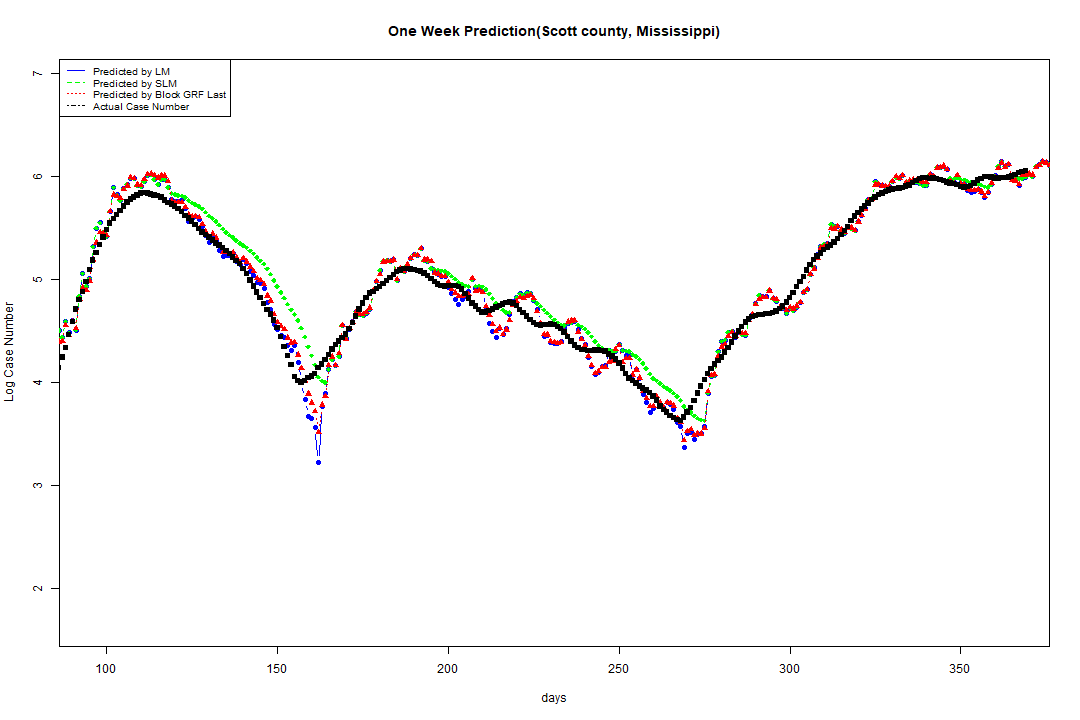 One Week Prediction(Scott county, Mississippi)
Predicted by LM
Predicted by SLM
Predicted by Block GRF Last
Actual Case Number
7
6
5
4
3
2
Log Case Number
100 150 200 250 300 350
days